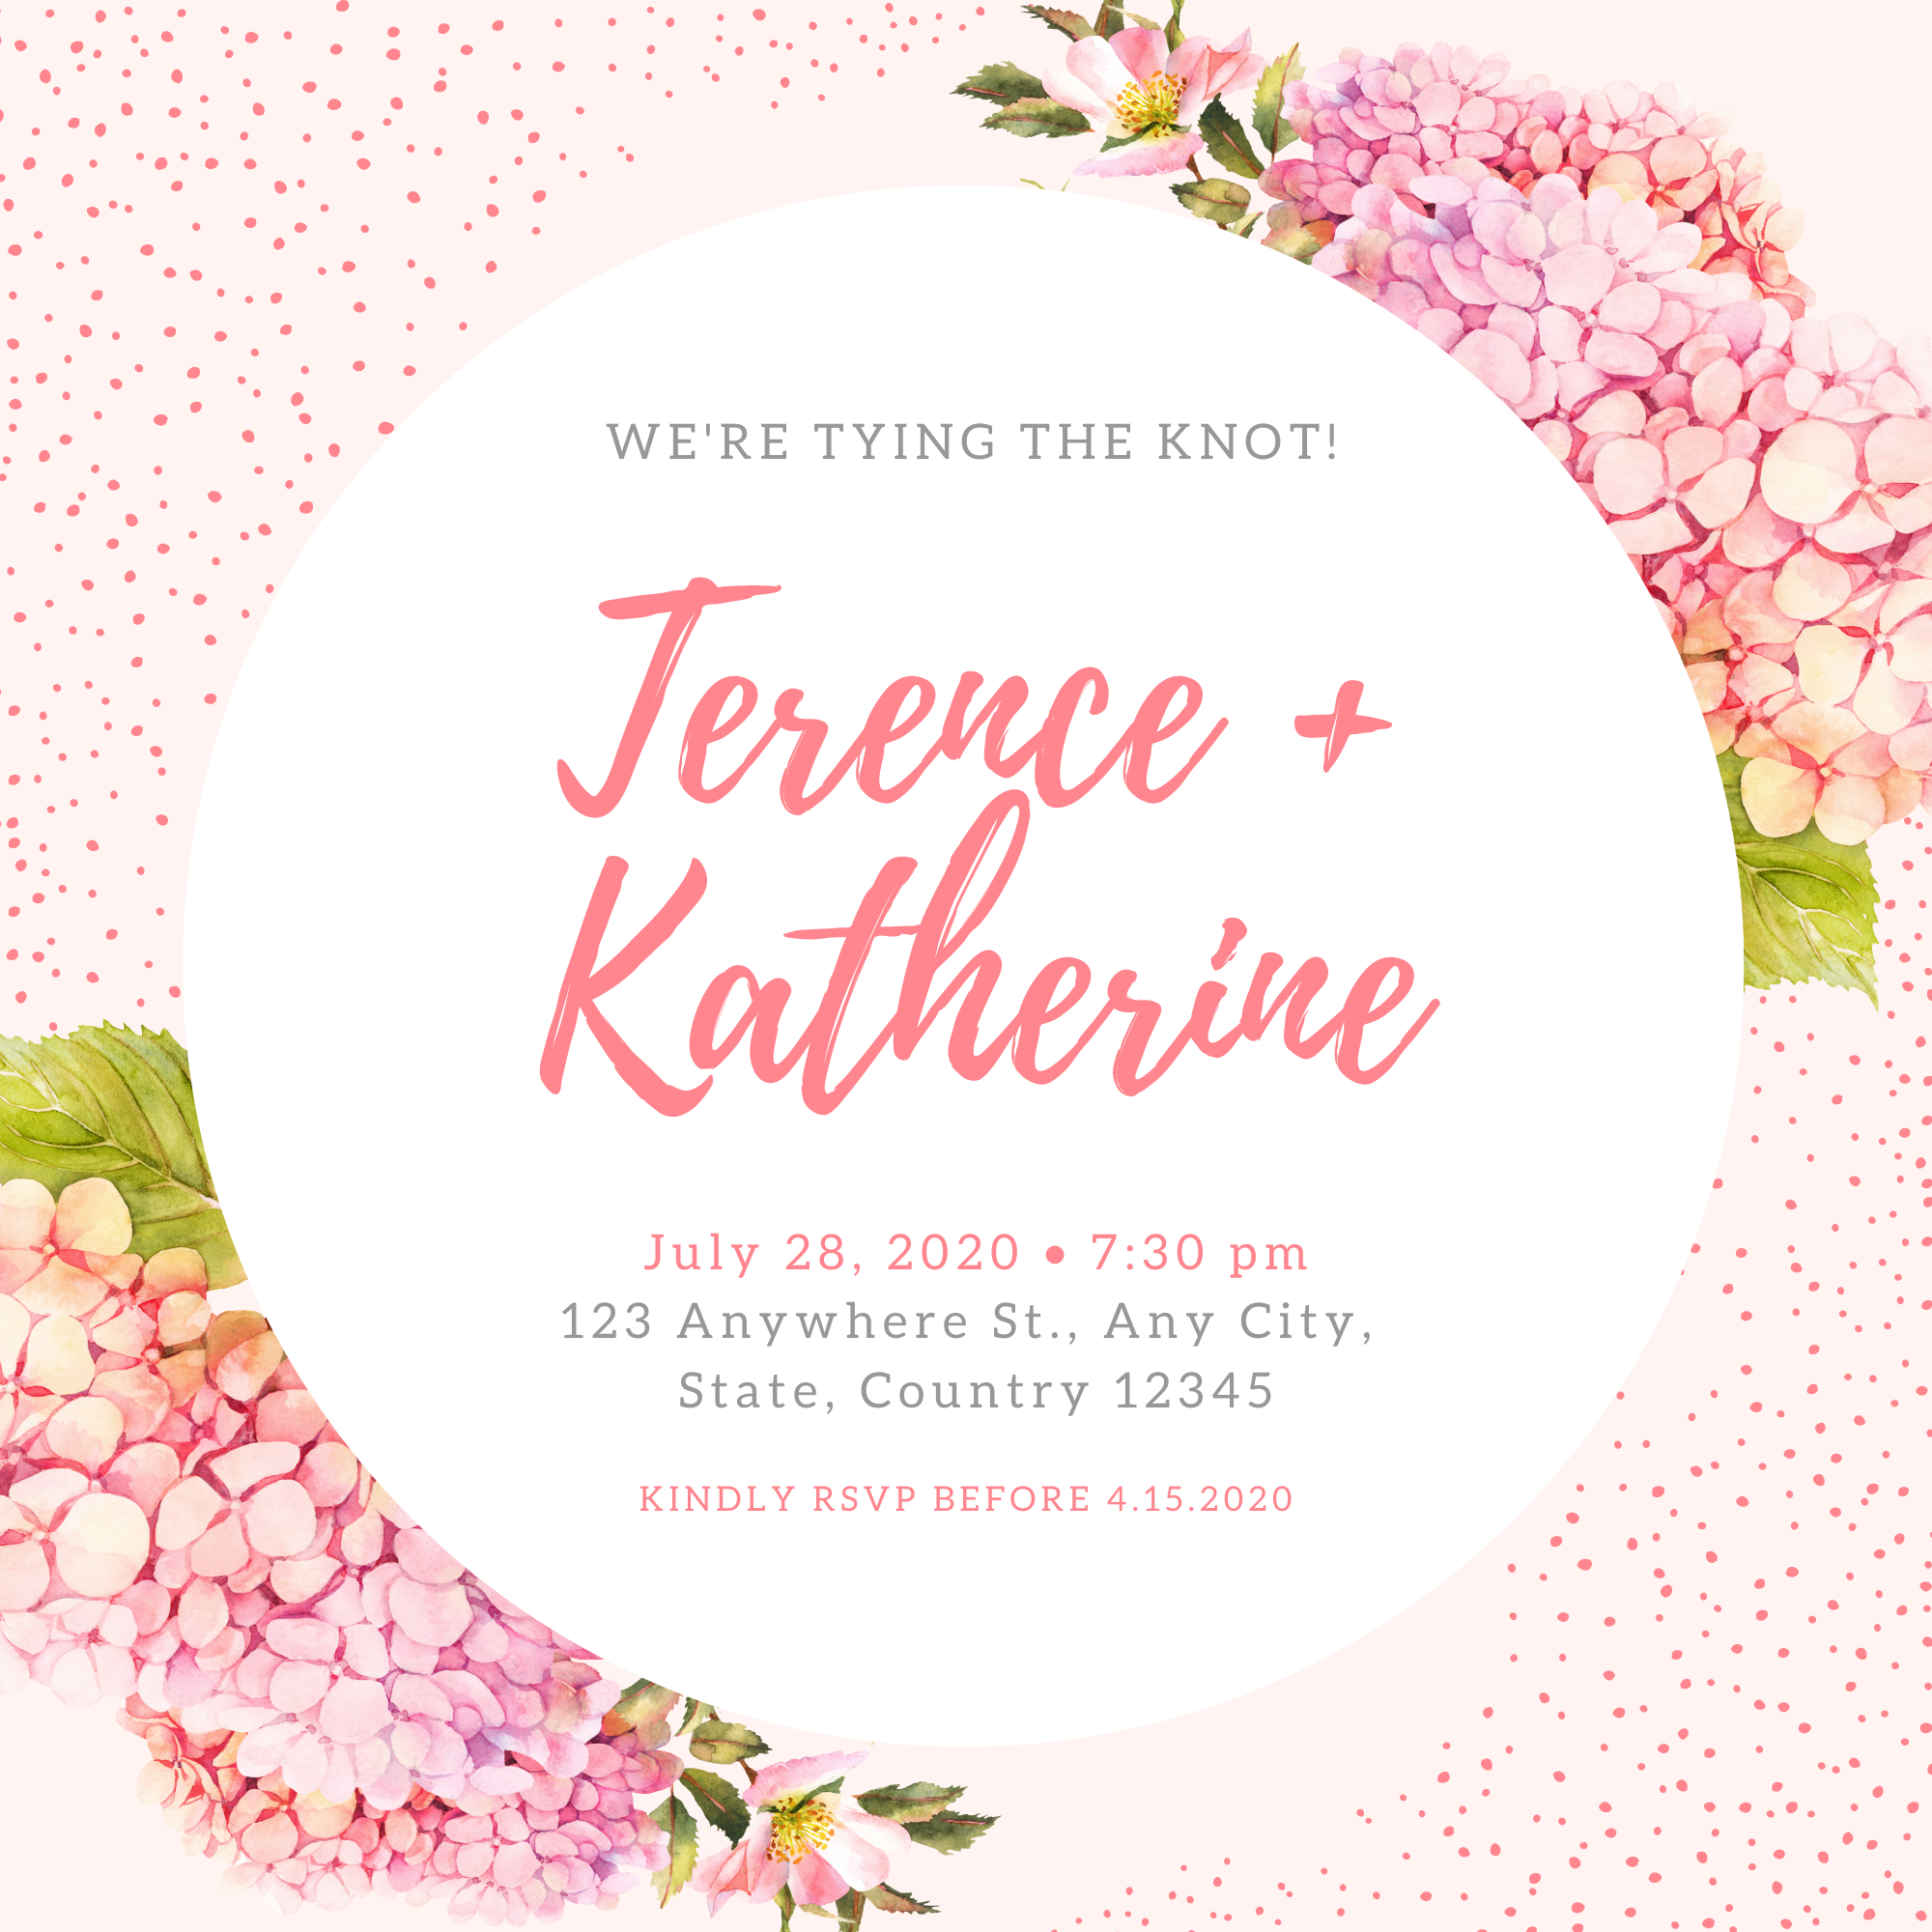 WE'RE TYING THE KNOT!
Terence +
Katherine
July 28, 2020 • 7:30 pm
123 Anywhere St., Any City,
State, Country 12345
KINDLY RSVP BEFORE 4.15.2020